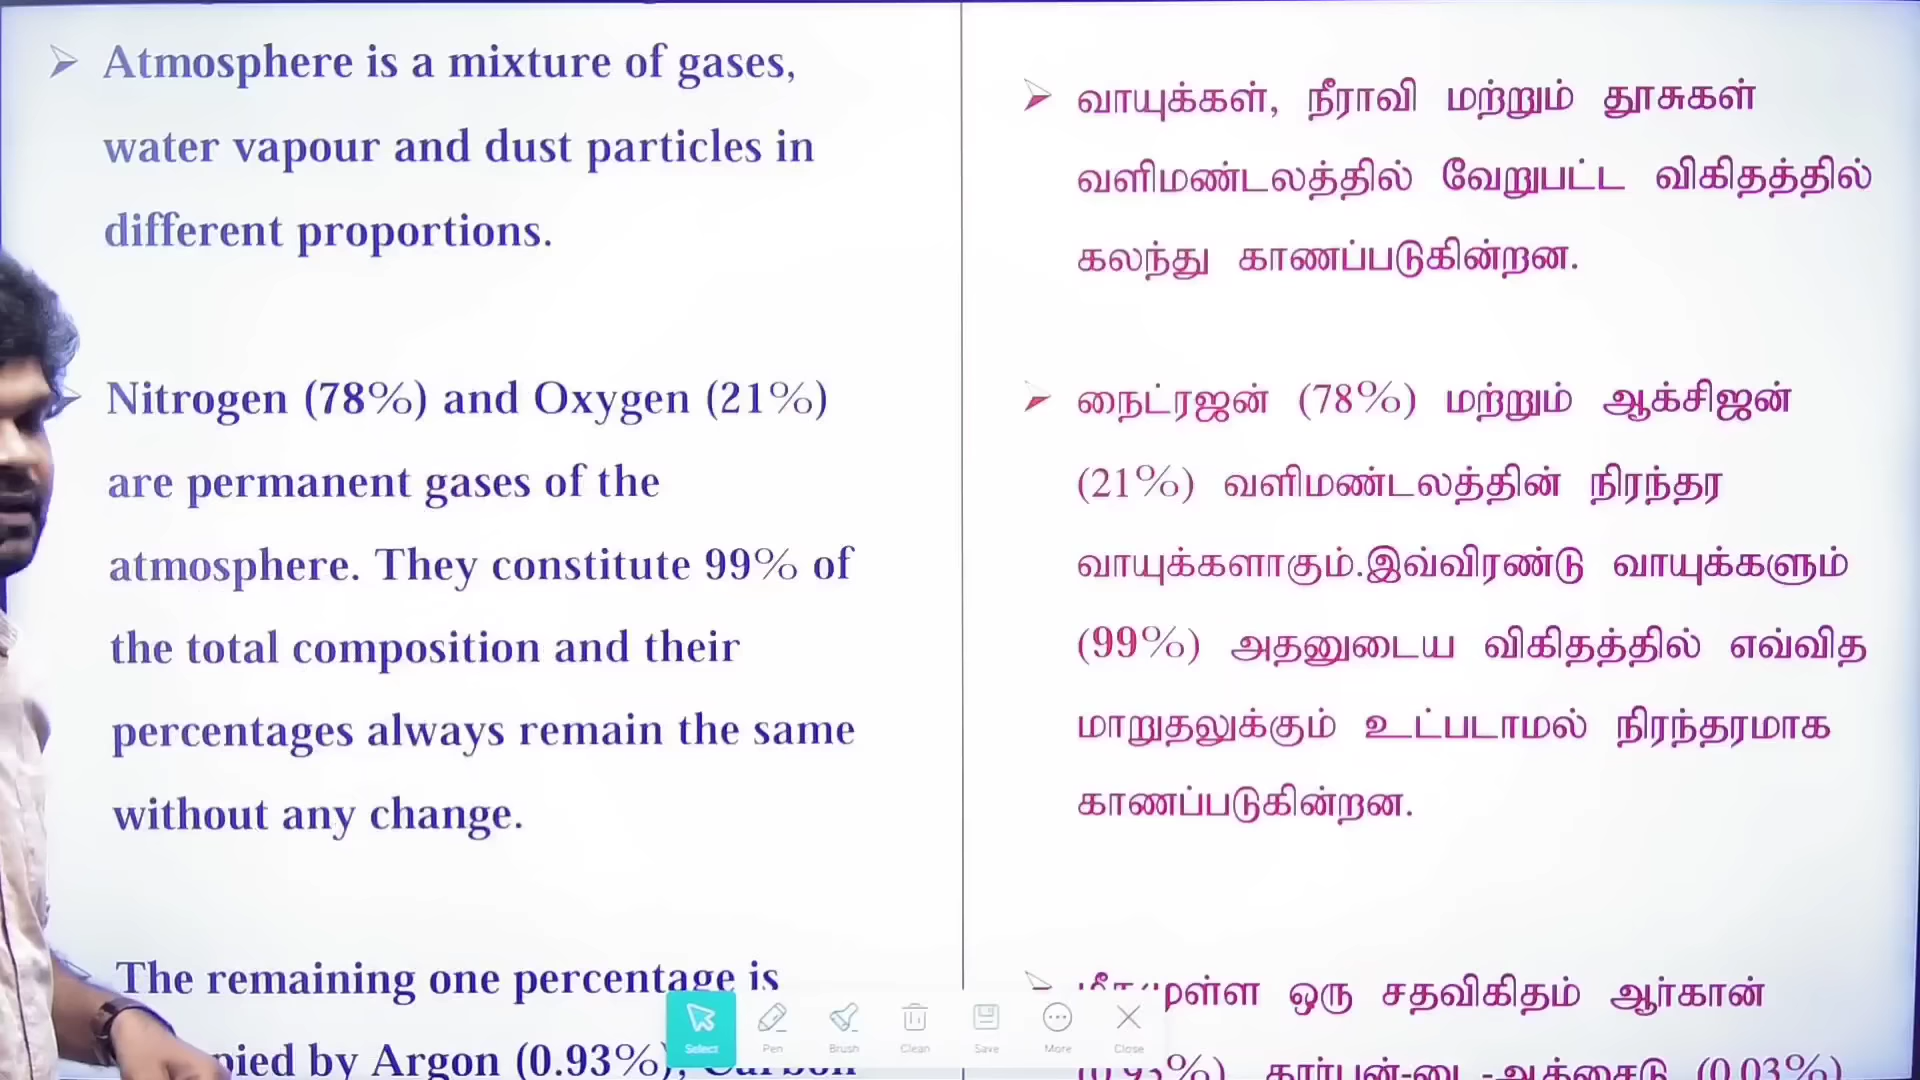 Atmosphere is a mixture of gases,
water vapour and dust particles in
different proportions.
Nitrogen (78%) and Oxygen (21%)
are permanent gases of the
atmosphere. They constitute 99% of
the total composition and their
percentages always remain the same
without any change.
The remaining one percentage is
by Argon (0.93%),
வாயுக்கள், நீராவி மற்றும் தூசுகள்
வளிமண்டலத்தில் வேறுபட்ட விகிதத்தில்
கலந்து காணப்படுகின்றன.
நைட்ரஜன் (78%) மற்றும் ஆக்சிஜன்
(21%) வளிமண்டலத்தின் நிரந்தர
வாயுக்களாகும்.இவ்விரண்டு வாயுக்களும்
(99%) அதனுடைய விகிதத்தில் எவ்வித
மாறுதலுக்கும் உட்படாமல் நிரந்தரமாக
காணப்படுகின்றன.
ஒரு சதவிகிதம் ஆர்கான்
கார்பன்-டை-ஆக்சைடு (0.03%)
Select Pen Brush Clean Save More Close